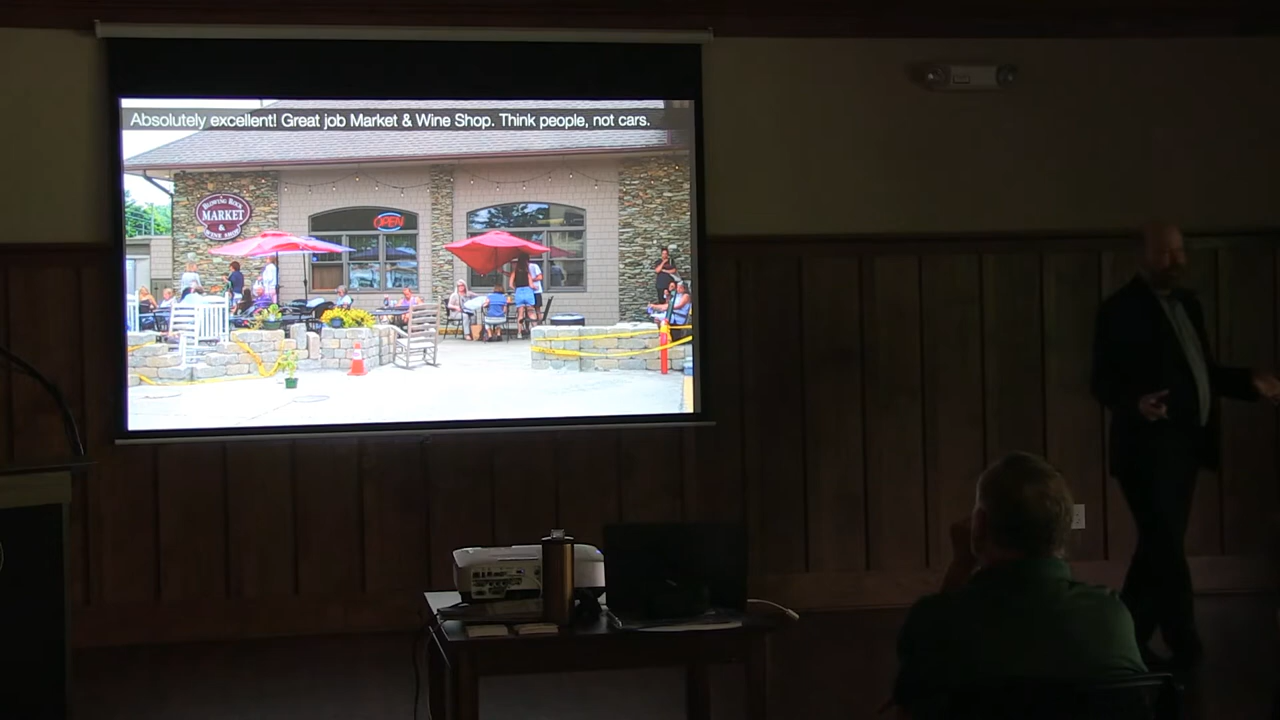 Absolutely excellent! Great job Market & Wine Shop. Think people, not cars.
BLOWING ROCK
MARKET
&
WINE SHOP
OPEN